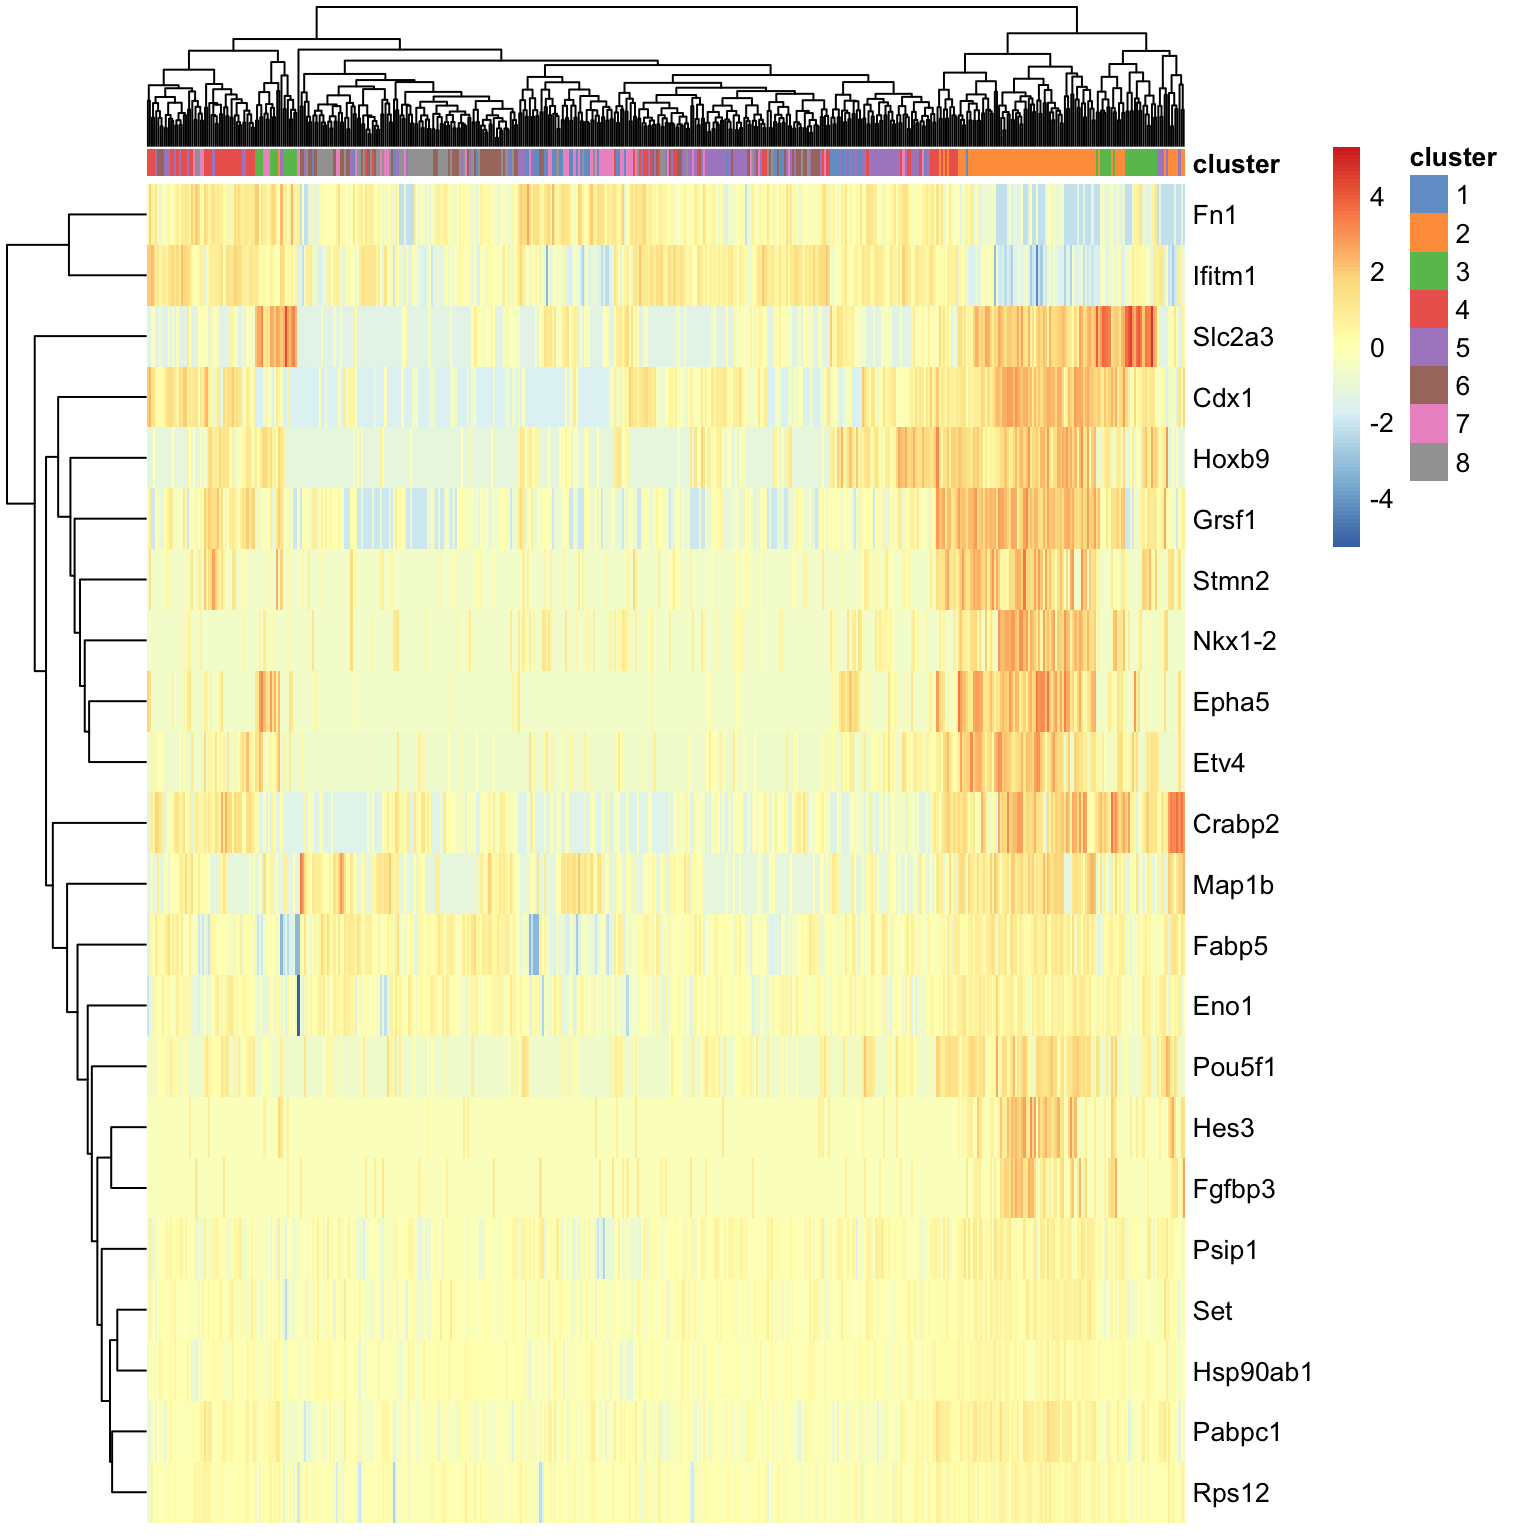 cluster
Fn1
Ifitm1
Slc2a3
Cdx1
Hoxb9
Grsf1
Stmn2
Nkx1-2
Epha5
Etv4
Crabp2
Map1b
Fabp5
Eno1
Pou5f1
Hes3
Fgfbp3
Psip1
Set
Hsp90ab1
Pabpc1
Rps12
4
2
0
-2
-4
cluster
1
2
3
4
5
6
7
8